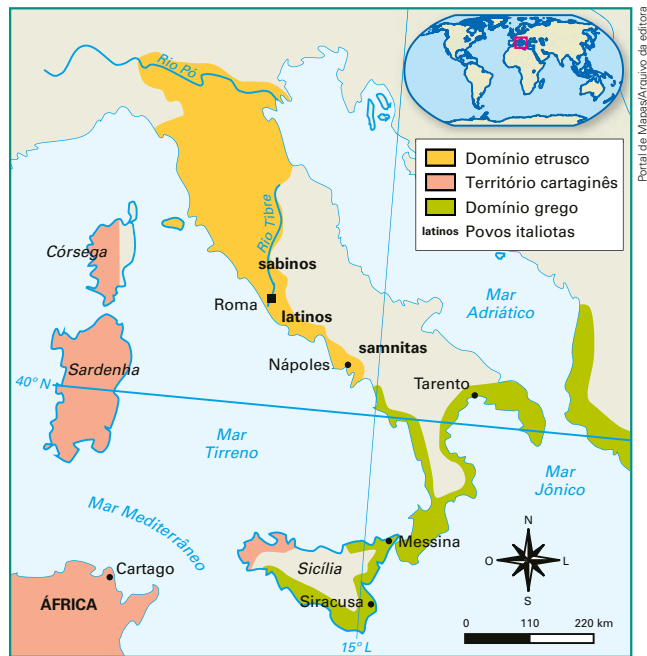 Portal de Mapas/Arquivo da editora
Rio Pó
Domínio etrusco
Território cartaginês
Domínio grego
latinos Povos italiotas
Rio Tibre
Córsega
sabinos
Roma
latinos
Mar
Adriático
samnitas
Nápoles
Sardenha
Tarento
40° N
Mar
Tirreno
Mar
Jônico
Mar Mediterrâneo
Messina
Cartago
Sicília
ÁFRICA
Siracusa
N
O
L
S
0 110 220 km
15° L